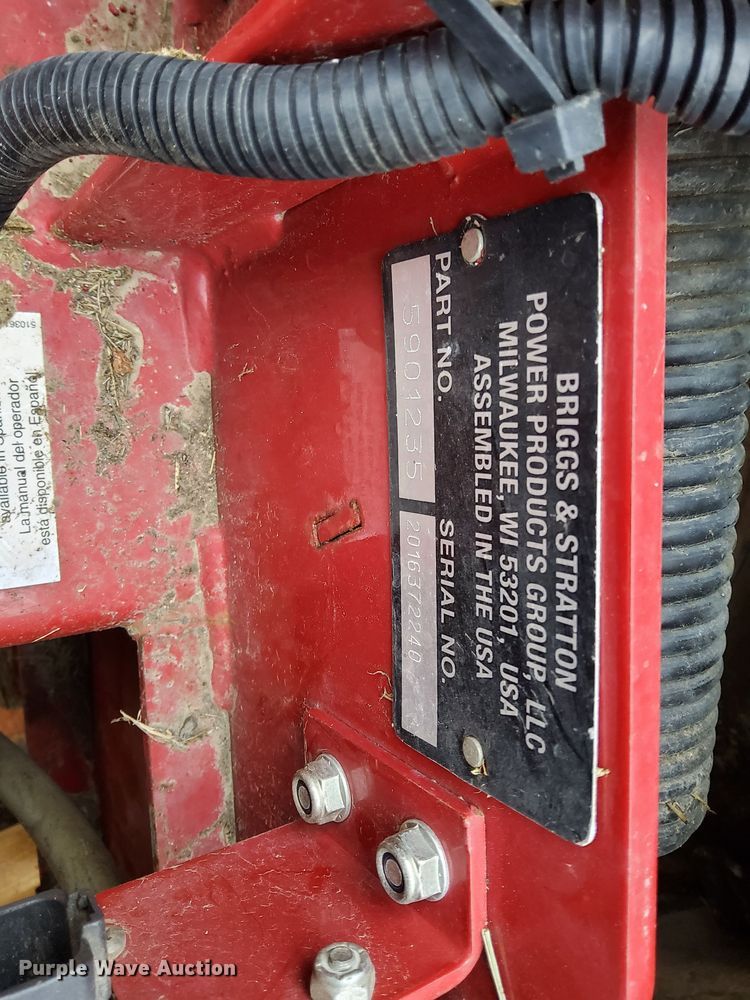 BRIGGS & STRATTON
POWER PRODUCTS GROUP, LLC
MILWAUKEE, WI 53201, USA
ASSEMBLED IN THE USA
PART NO. SERIAL NO.
5901235 2016372240
La manual del operador
está disponible en Español
Purple Wave Auction